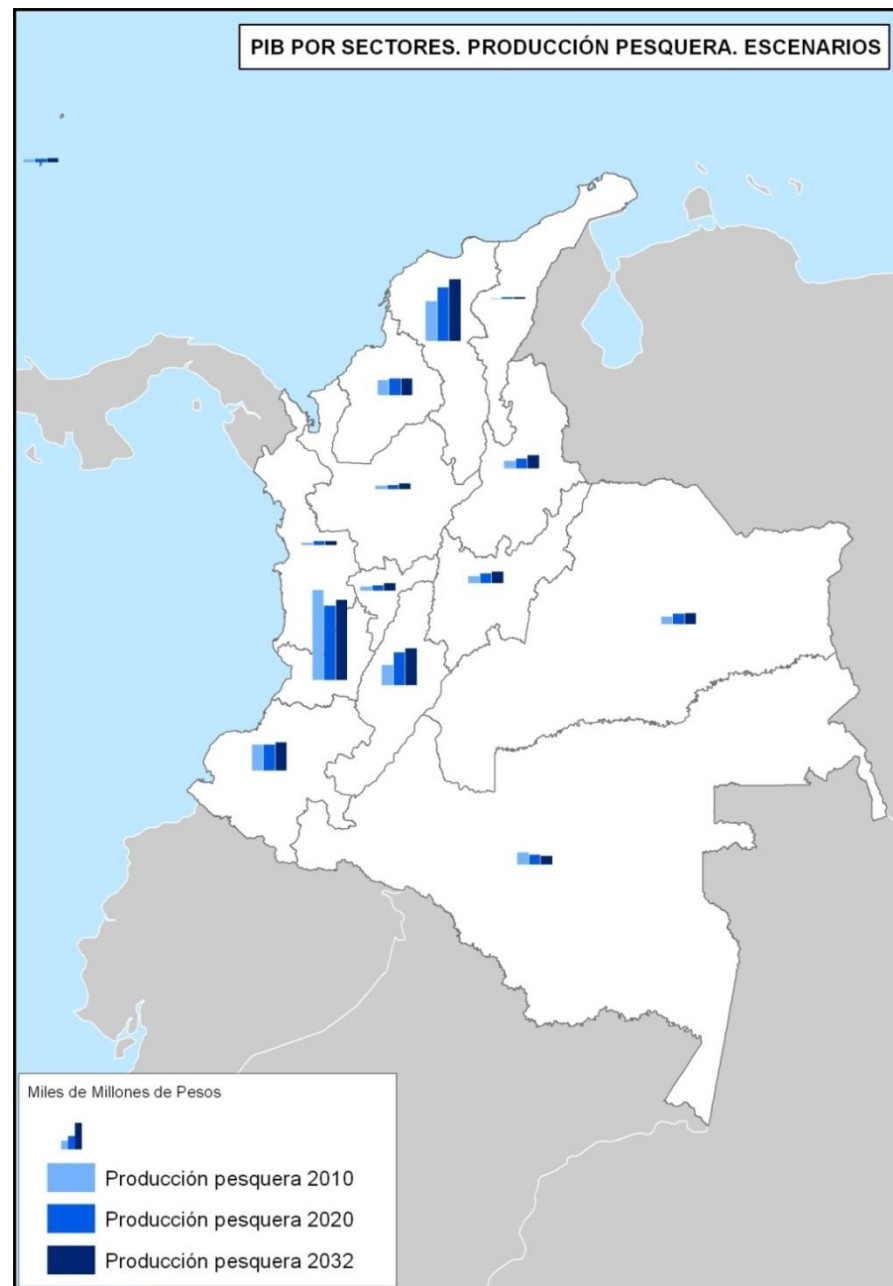 PIB POR SECTORES. PRODUCCIÓN PESQUERA. ESCENARIOS
Miles de Millones de Pesos
Producción pesquera 2010
Producción pesquera 2020
Producción pesquera 2032